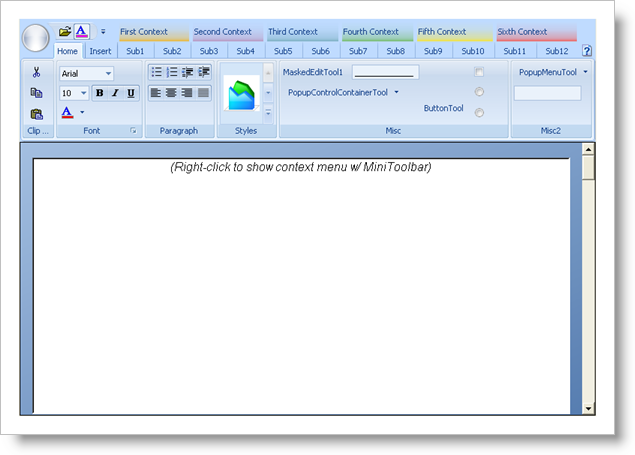 First Context Second Context Third Context Fourth Context Fifth Context Sixth Context
Home Insert Sub1 Sub2 Sub3 Sub4 Sub5 Sub6 Sub7 Sub8 Sub9 Sub10 Sub11 Sub12 ?
Arial MaskedEditTool1 PopupMenuTool
10 B I U PopupControlContainerTool
A ButtonTool
Clip ... Font Paragraph Styles Misc Misc2
(Right-click to show context menu w/ MiniToolbar)